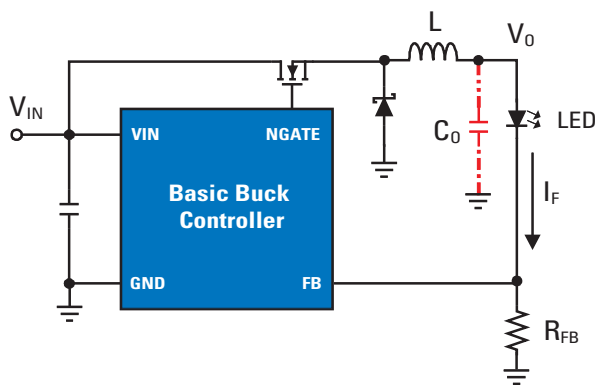 L
V0
VIN
VIN
NGATE
C0
LED
Basic Buck
Controller
IF
GND
FB
RFB